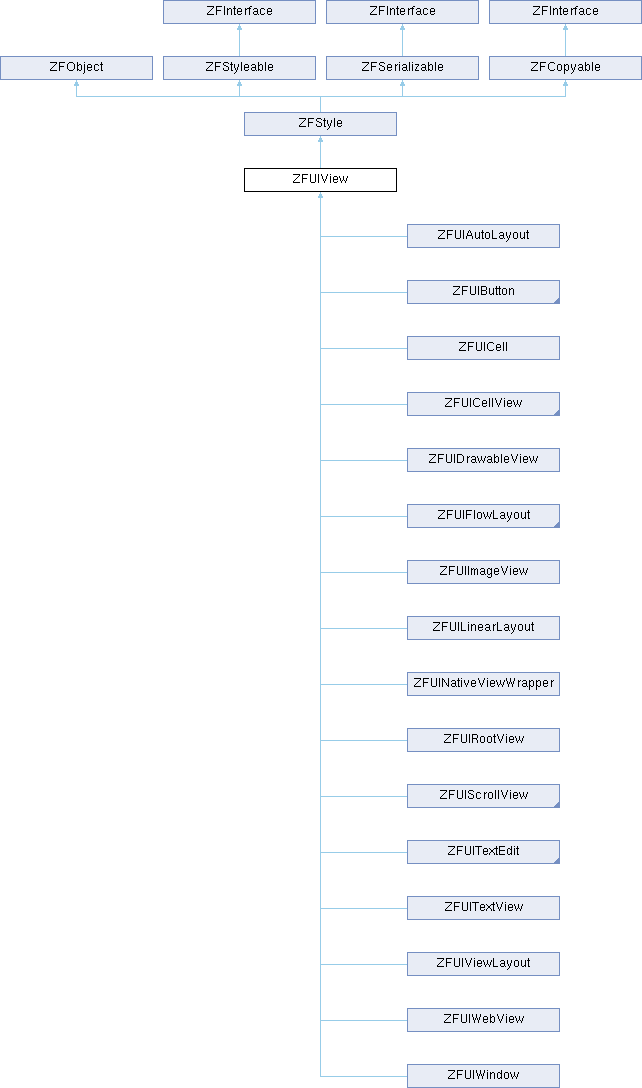 ZFInterface
ZFInterface
ZFInterface
ZFObject
ZFStyleable
ZFSerializable
ZFCopyable
ZFStyle
ZFUIView
ZFUIAutoLayout
ZFUIButton
ZFUICell
ZFUICellView
ZFUIDrawableView
ZFUIFlowLayout
ZFUIImageView
ZFUILinearLayout
ZFUINativeViewWrapper
ZFUIRootView
ZFUIScrollView
ZFUITextEdit
ZFUITextView
ZFUIViewLayout
ZFUIWebView
ZFUIWindow